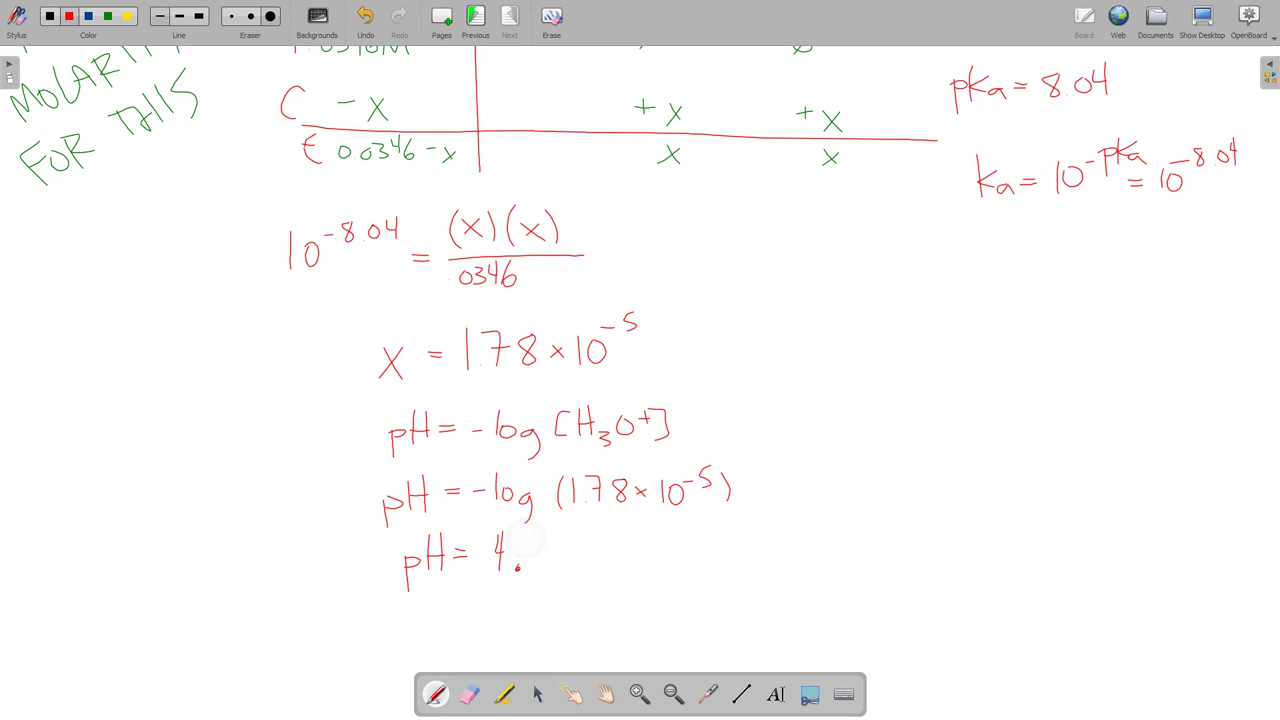 Stylus Color Line Eraser Backgrounds Undo Redo Pages Previous Next Erase Board Web Documents Show Desktop OpenBoard
MOLARITY
FOR THIS
C -x +x +x
E 0.0346-x x x
pKa = 8.04
Ka = 10^-pKa = 10^-8.04
10^-8.04 = (x)(x)
.0346
x = 1.78×10^-5
pH = -log [H3O+]
pH = -log (1.78×10^-5)
pH = 4.